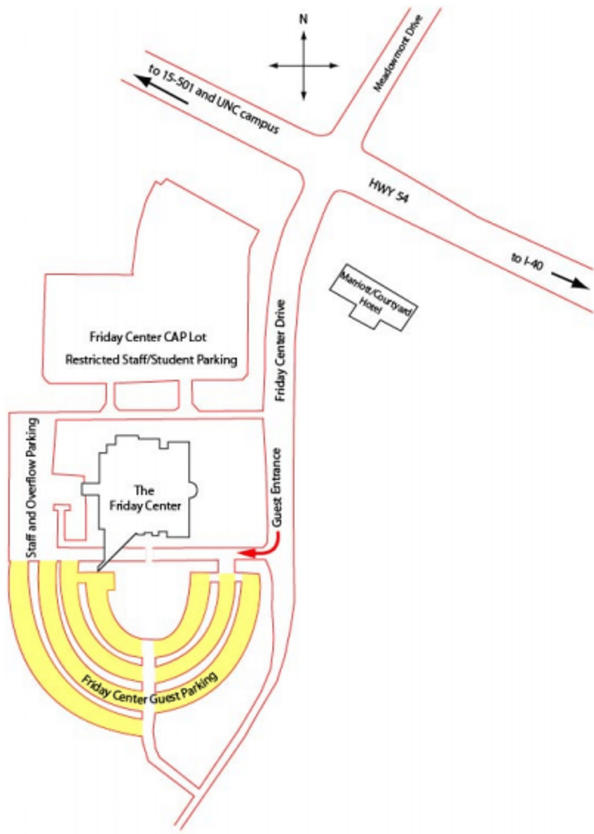 N
Meadowmont Drive
to 15-501 and UNC campus
HWY 54
to I-40
Marriott/Courtyard
Hotel
Friday Center Drive
Friday Center CAP Lot
Restricted Staff/Student Parking
Staff and Overflow Parking
The
Friday Center
Guest Entrance
Friday Center Guest Parking